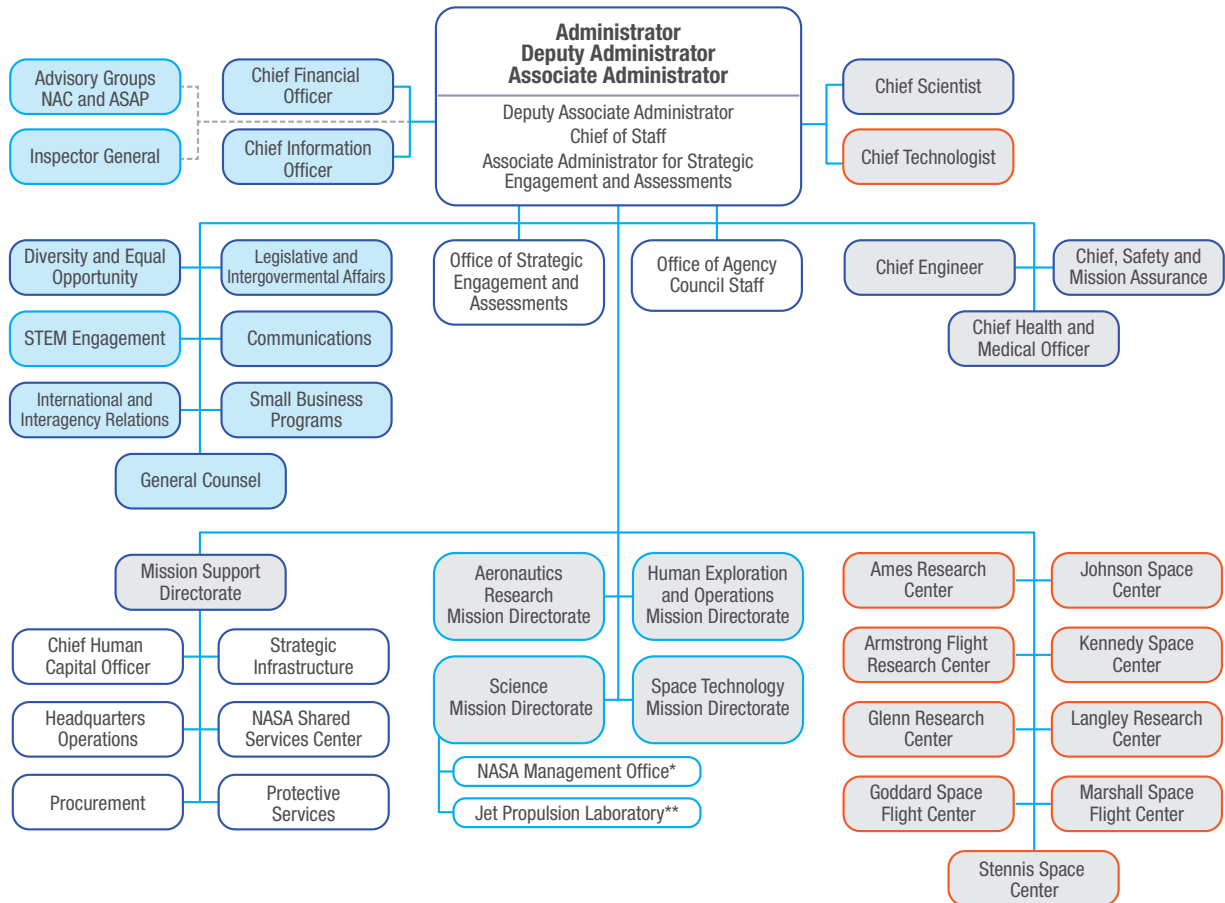 Administrator
Deputy Administrator
Associate Administrator
Deputy Associate Administrator
Chief of Staff
Associate Administrator for Strategic
Engagement and Assessments
Advisory Groups
NAC and ASAP
Chief Financial
Officer
Inspector General
Chief Information
Officer
Chief Scientist
Chief Technologist
Diversity and Equal
Opportunity
Legislative and
Intergovermental Affairs
STEM Engagement
Communications
International and
Interagency Relations
Small Business
Programs
General Counsel
Office of Strategic
Engagement and
Assessments
Office of Agency
Council Staff
Chief Engineer
Chief, Safety and
Mission Assurance
Chief Health and
Medical Officer
Mission Support
Directorate
Chief Human
Capital Officer
Strategic
Infrastructure
Headquarters
Operations
NASA Shared
Services Center
Procurement
Protective
Services
Aeronautics
Research
Mission Directorate
Human Exploration
and Operations
Mission Directorate
Science
Mission Directorate
Space Technology
Mission Directorate
NASA Management Office*
Jet Propulsion Laboratory**
Ames Research
Center
Johnson Space
Center
Armstrong Flight
Research Center
Kennedy Space
Center
Glenn Research
Center
Langley Research
Center
Goddard Space
Flight Center
Marshall Space
Flight Center
Stennis Space
Center